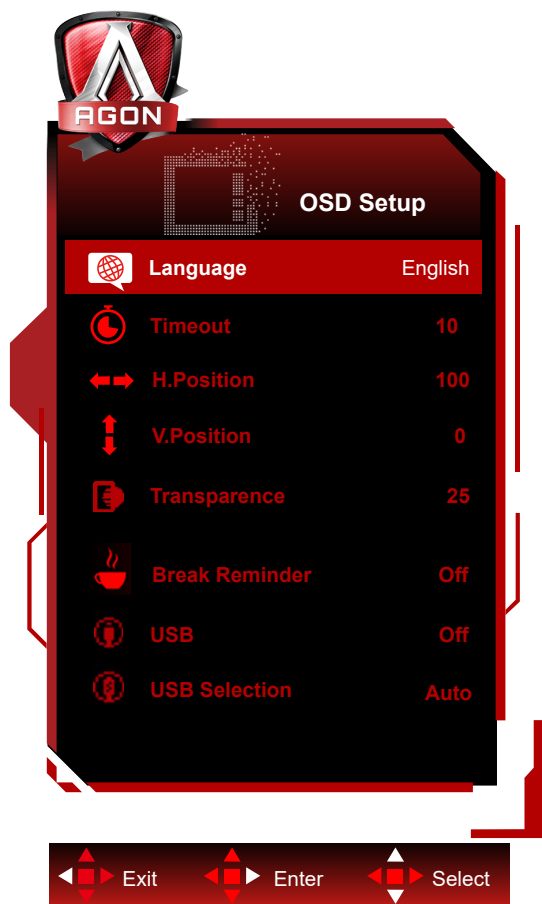 AGON
OSD Setup
Language English
Timeout 10
H.Position 100
V.Position 0
Transparence 25
Break Reminder Off
USB Off
USB Selection Auto
Exit Enter Select